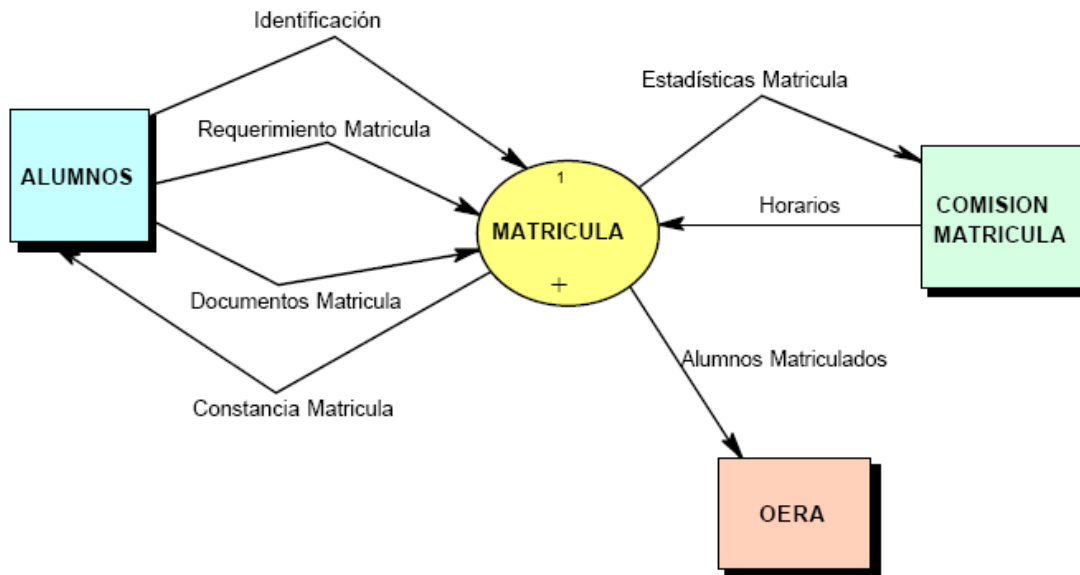 Identificación
Estadísticas Matricula
Requerimiento Matricula
ALUMNOS
1
MATRICULA
+
Horarios
COMISION
MATRICULA
Documentos Matricula
Alumnos Matriculados
Constancia Matricula
OERA